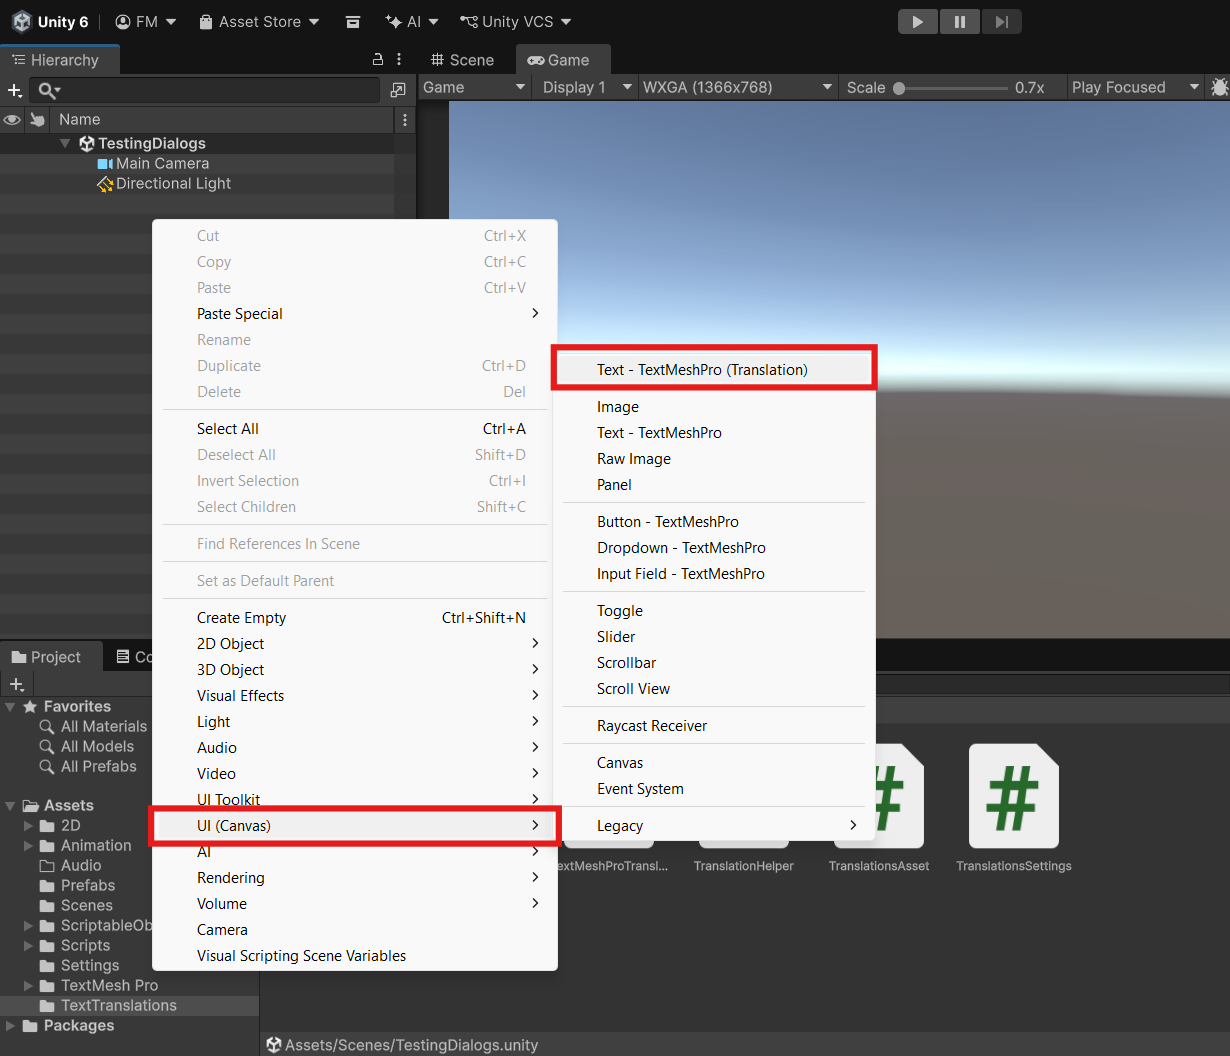 Unity 6 FM Asset Store AI Unity VCS
Hierarchy
Scene Game
Game Display 1 WXGA (1366x768) Scale 0.7x Play Focused
Name
TestingDialogs
Main Camera
Directional Light
Cut Ctrl+X
Copy Ctrl+C
Paste Ctrl+V
Paste Special
Rename
Duplicate Ctrl+D
Delete Del
Select All Ctrl+A
Deselect All Shift+D
Invert Selection Ctrl+I
Select Children Shift+C
Find References In Scene
Set as Default Parent
Create Empty Ctrl+Shift+N
2D Object
3D Object
Visual Effects
Light
Audio
Video
UI Toolkit
UI (Canvas)
AI
Rendering
Volume
Camera
Visual Scripting Scene Variables
Text - TextMeshPro (Translation)
Image
Text - TextMeshPro
Raw Image
Panel
Button - TextMeshPro
Dropdown - TextMeshPro
Input Field - TextMeshPro
Toggle
Slider
Scrollbar
Scroll View
Raycast Receiver
Canvas
Event System
Legacy
Project Co
Favorites
All Materials
All Models
All Prefabs
Assets
2D
Animation
Audio
Prefabs
Scenes
ScriptableOb
Scripts
Settings
TextMesh Pro
TextTranslations
Packages
extMeshProTransl... TranslationHelper TranslationsAsset TranslationsSettings
Assets/Scenes/TestingDialogs.unity